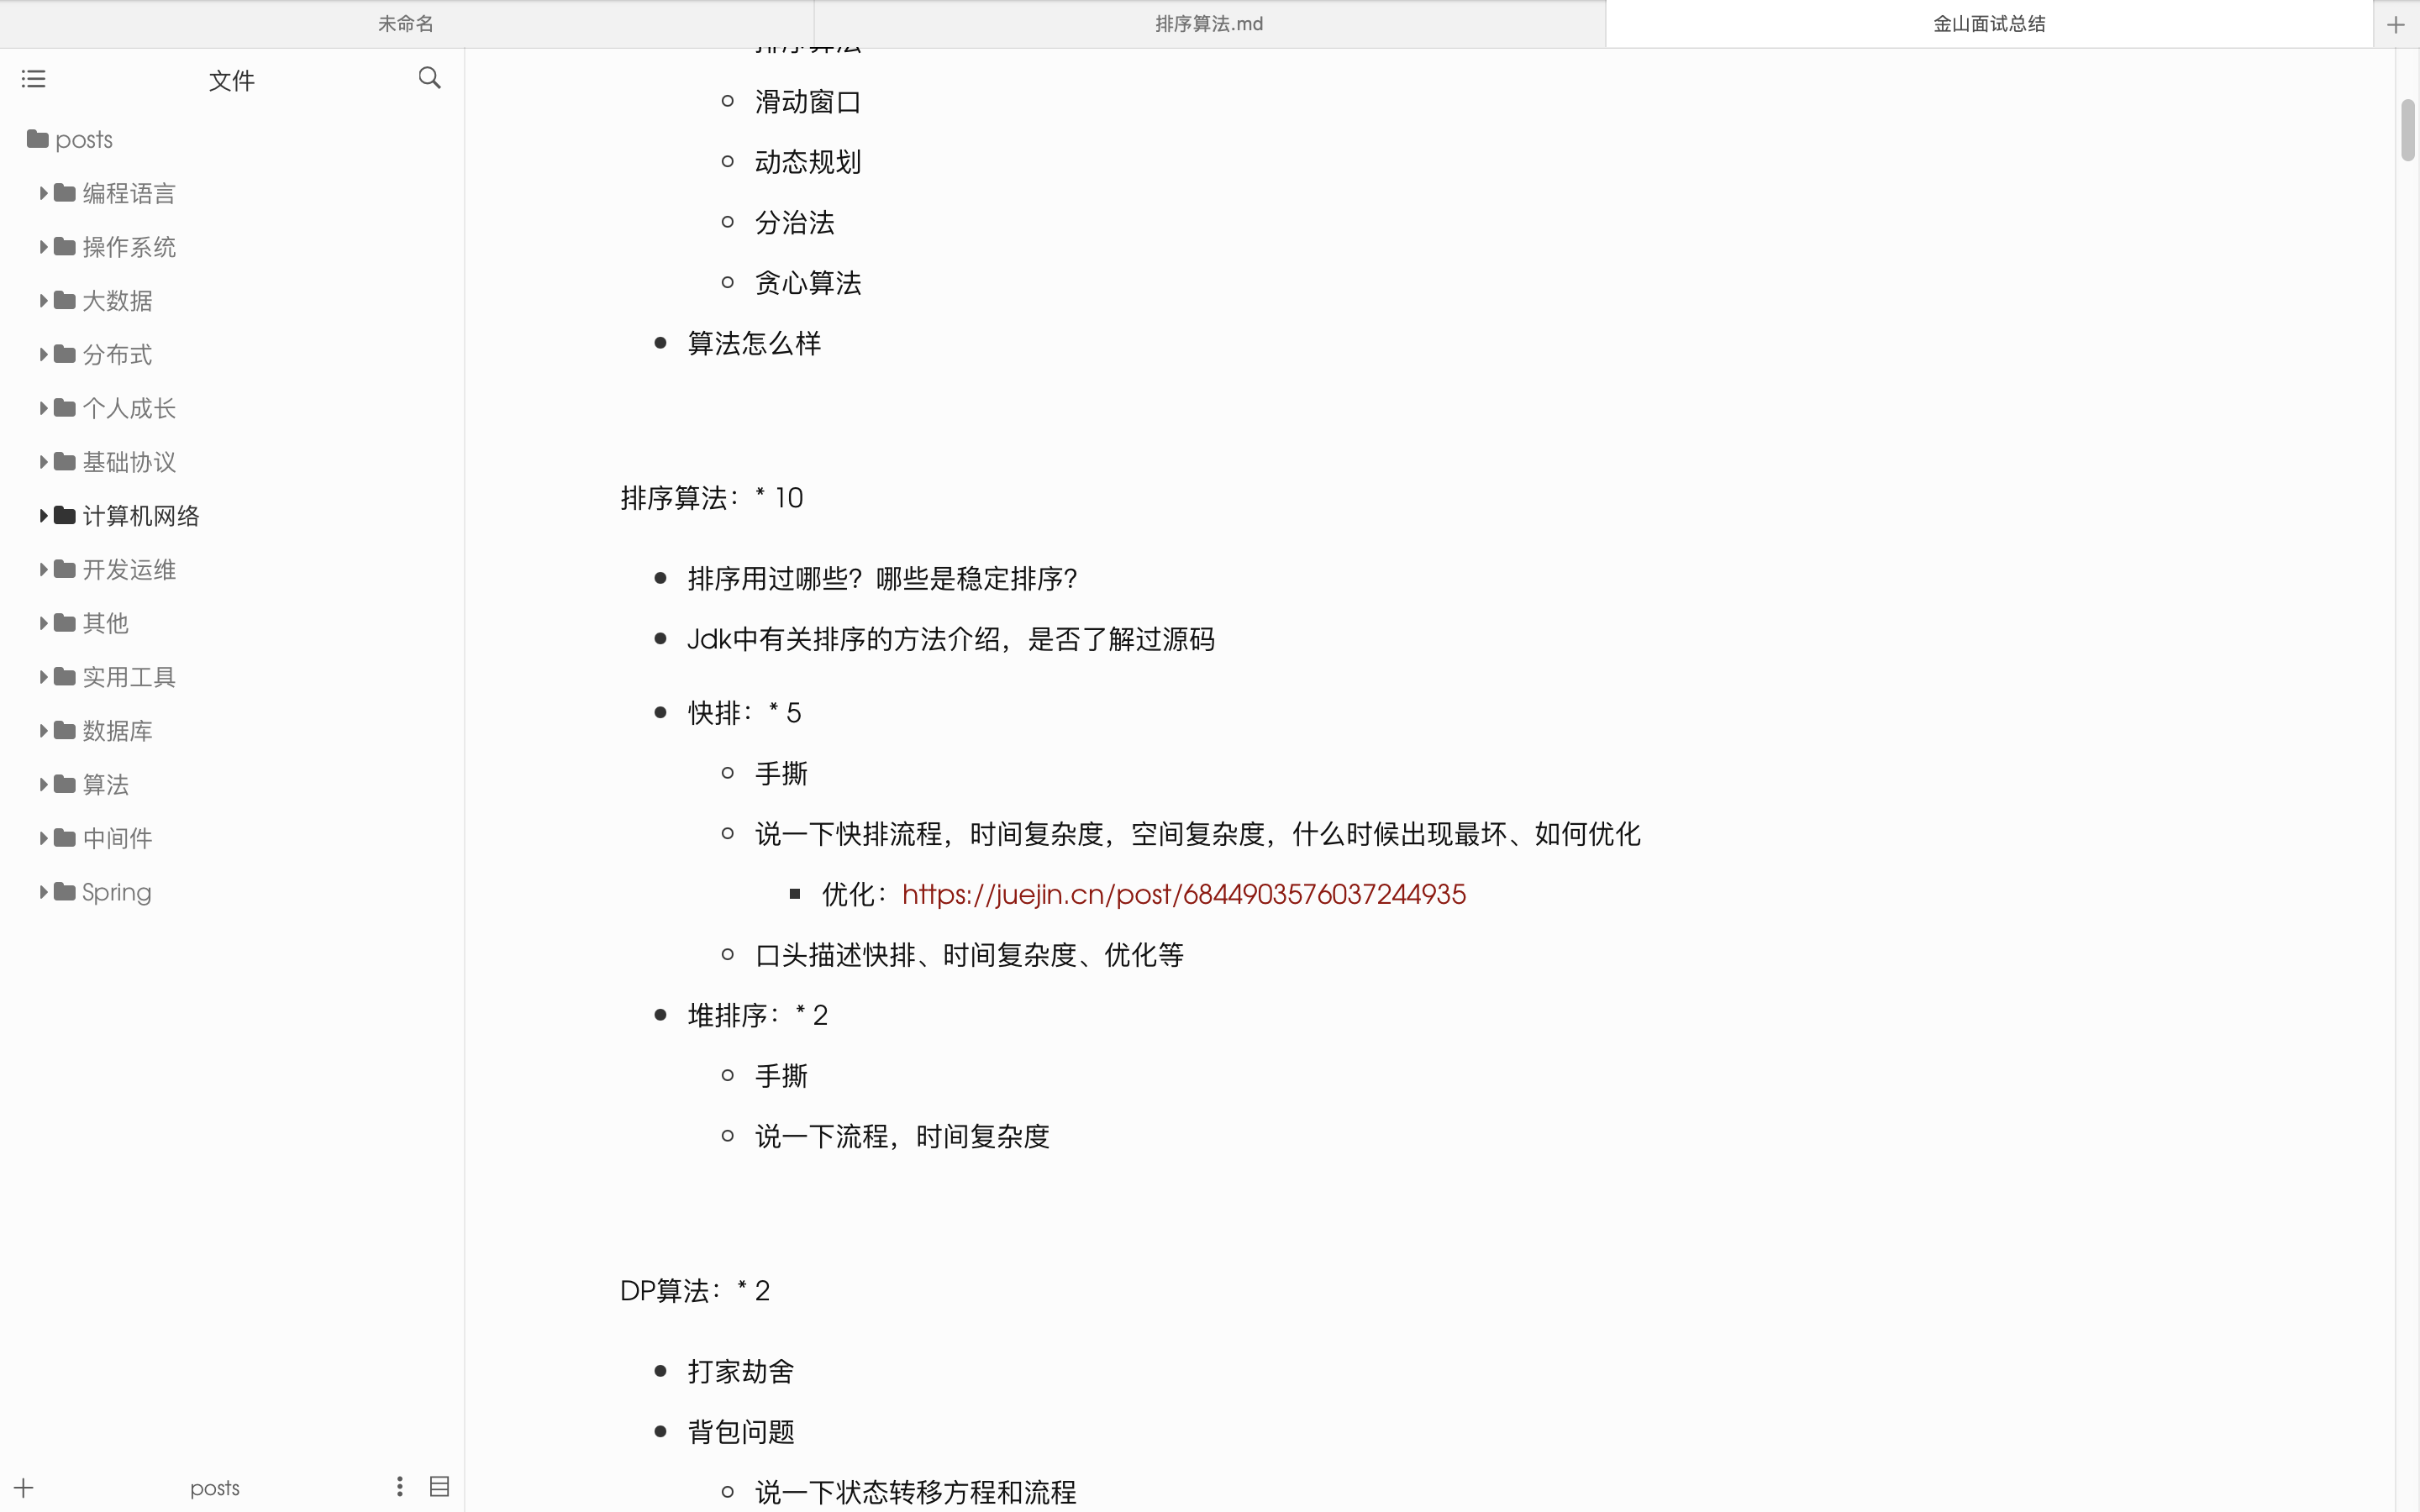 未命名
排序算法.md
金山面试总结
文件
posts
编程语言
操作系统
大数据
分布式
个人成长
基础协议
计算机网络
开发运维
其他
实用工具
数据库
算法
中间件
Spring
posts
排序算法
滑动窗口
动态规划
分治法
贪心算法
算法怎么样
排序算法：* 10
排序用过哪些？哪些是稳定排序？
Jdk中有关排序的方法介绍，是否了解过源码
快排：* 5
手撕
说一下快排流程，时间复杂度，空间复杂度，什么时候出现最坏、如何优化
优化：https://juejin.cn/post/6844903576037244935
口头描述快排、时间复杂度、优化等
堆排序：* 2
手撕
说一下流程，时间复杂度
DP算法：* 2
打家劫舍
背包问题
说一下状态转移方程和流程